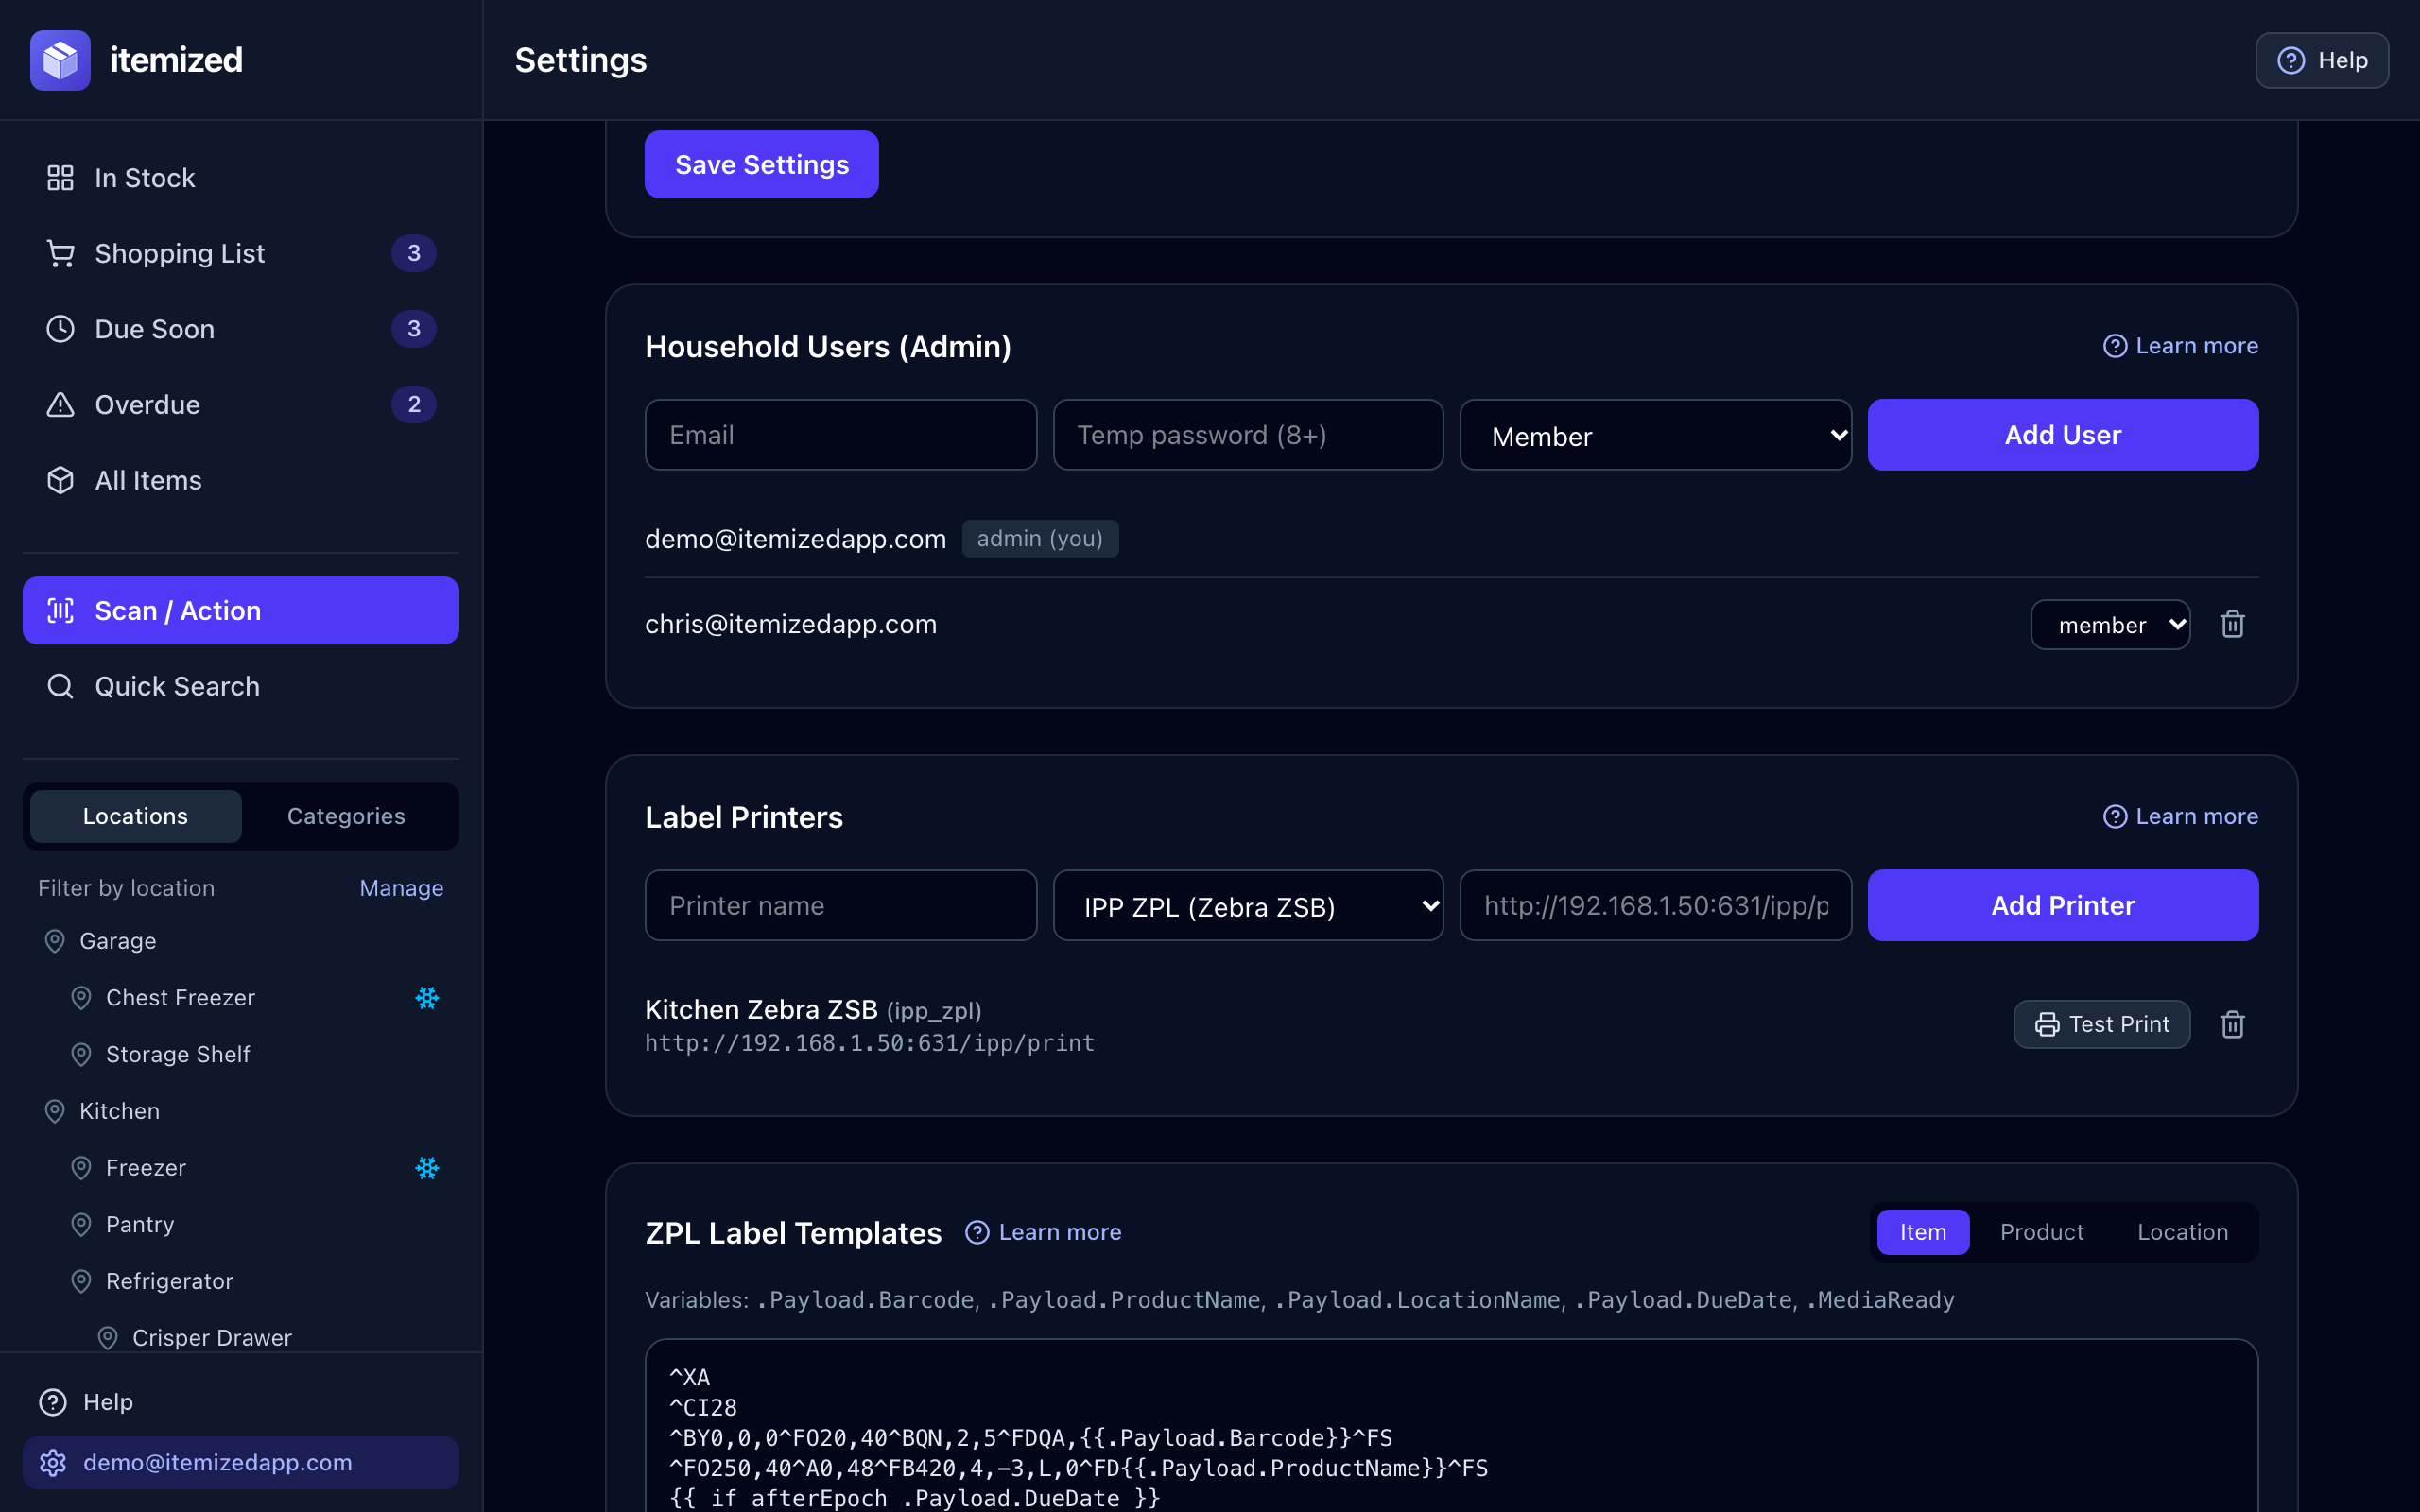 itemized
In Stock
Shopping List 3
Due Soon 3
Overdue 2
All Items
Scan / Action
Quick Search
Locations Categories
Filter by location Manage
Garage
Chest Freezer
Storage Shelf
Kitchen
Freezer
Pantry
Refrigerator
Crisper Drawer
Help
demo@itemizedapp.com
Settings Help
Save Settings
Household Users (Admin) Learn more
Email Temp password (8+) Member Add User
demo@itemizedapp.com admin (you)
chris@itemizedapp.com member
Label Printers Learn more
Printer name IPP ZPL (Zebra ZSB) http://192.168.1.50:631/ipp/p Add Printer
Kitchen Zebra ZSB (ipp_zpl) Test Print
http://192.168.1.50:631/ipp/print
ZPL Label Templates Learn more Item Product Location
Variables: .Payload.Barcode, .Payload.ProductName, .Payload.LocationName, .Payload.DueDate, .MediaReady
^XA
^CI28
^BY0,0,0^FO20,40^BQN,2,5^FDQA,{{.Payload.Barcode}}^FS
^FO250,40^A0,48^FB420,4,-3,L,0^FD{{.Payload.ProductName}}^FS
{{ if afterEpoch .Payload.DueDate }}